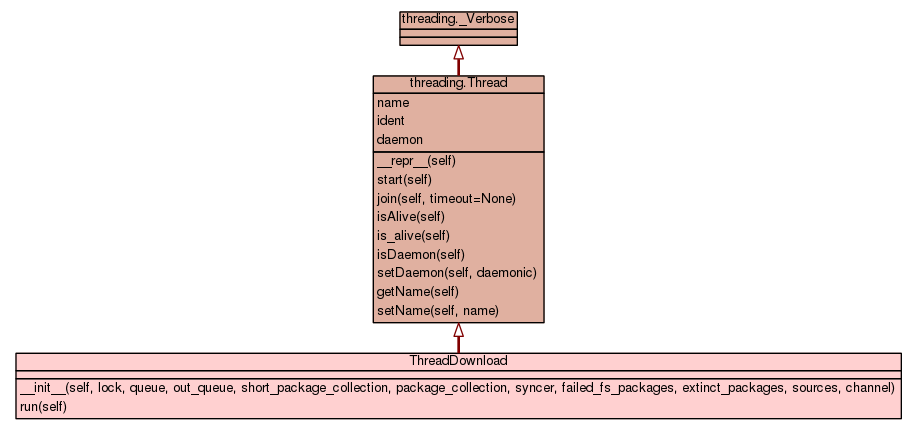 threading._Verbose
threading.Thread
name
ident
daemon
__repr__(self)
start(self)
join(self, timeout=None)
isAlive(self)
is_alive(self)
isDaemon(self)
setDaemon(self, daemonic)
getName(self)
setName(self, name)
ThreadDownload
__init__(self, lock, queue, out_queue, short_package_collection, package_collection, syncer, failed_fs_packages, extinct_packages, sources, channel)
run(self)